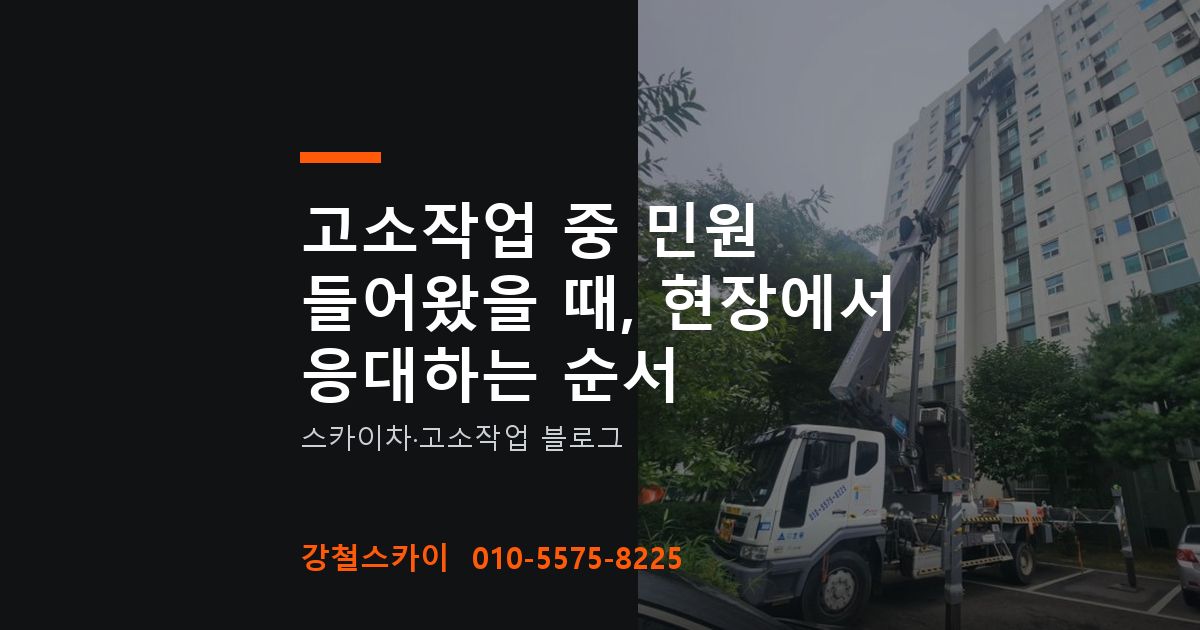 고소작업 중 민원
들어왔을 때, 현장에서
응대하는 순서
스카이차·고소작업 블로그
강철스카이 010-5575-8225